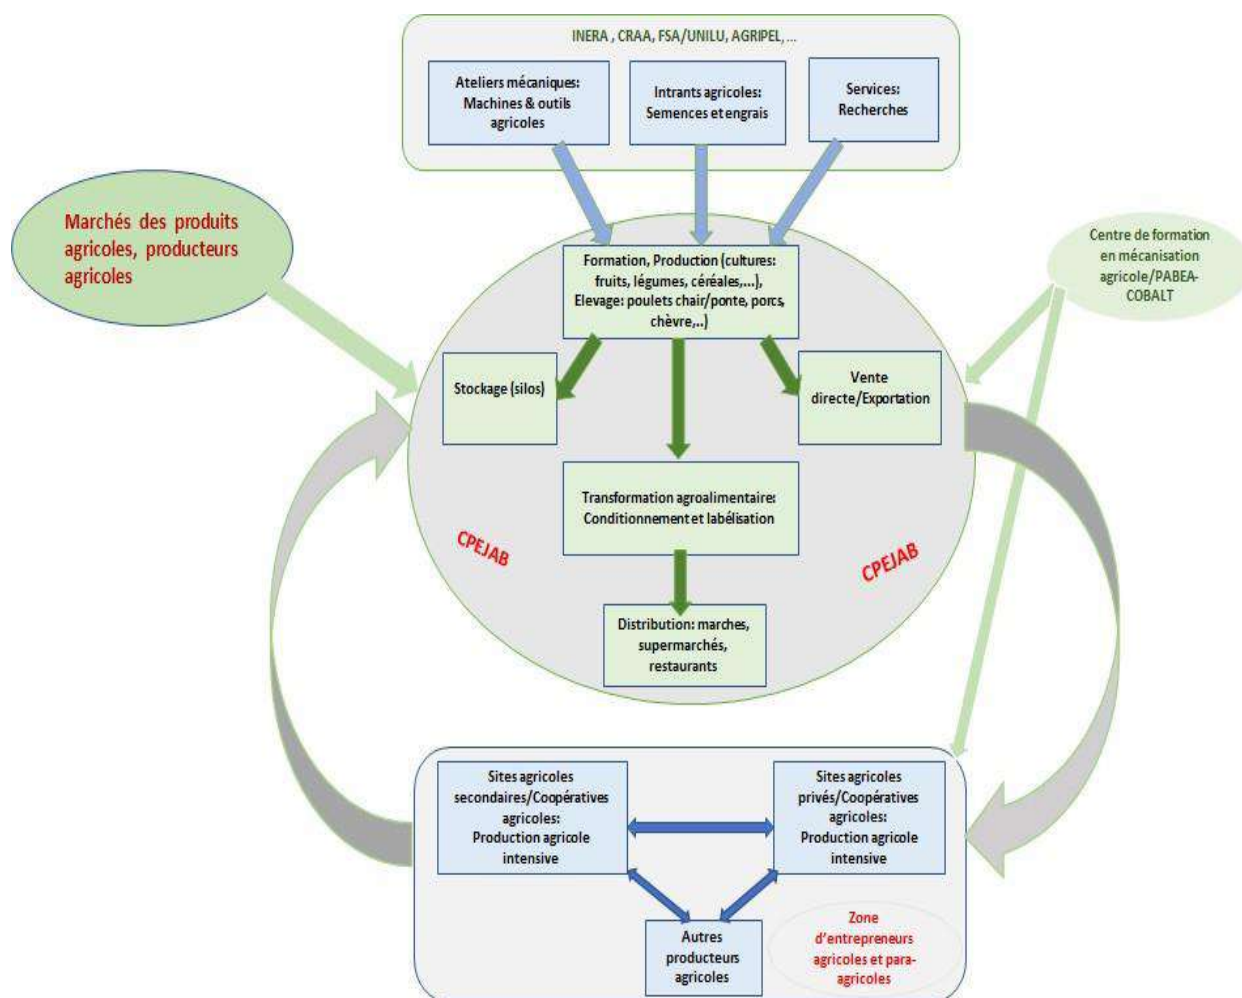 INERA , CRAA, FSA/UNILU, AGRIPEL, ...
Ateliers mécaniques:
Machines & outils
agricoles
Intrants agricoles:
Semences et engrais
Services:
Recherches
Marchés des produits
agricoles, producteurs
agricoles
Centre de formation
en mécanisation
agricole/PABEA-
COBALT
Formation, Production (cultures:
fruits, légumes, céréales,...),
Elevage: poulets chair/ponte, porcs,
chèvre,..)
Stockage (silos)
Vente
directe/Exportation
Transformation agroalimentaire:
Conditionnement et labélisation
CPEJAB
CPEJAB
Distribution: marches,
supermarchés,
restaurants
Sites agricoles
secondaires/Coopératives
agricoles:
Production agricole
intensive
Sites agricoles
privés/Coopératives
agricoles:
Production agricole
intensive
Autres
producteurs
agricoles
Zone
d'entrepreneurs
agricoles et para-
agricoles